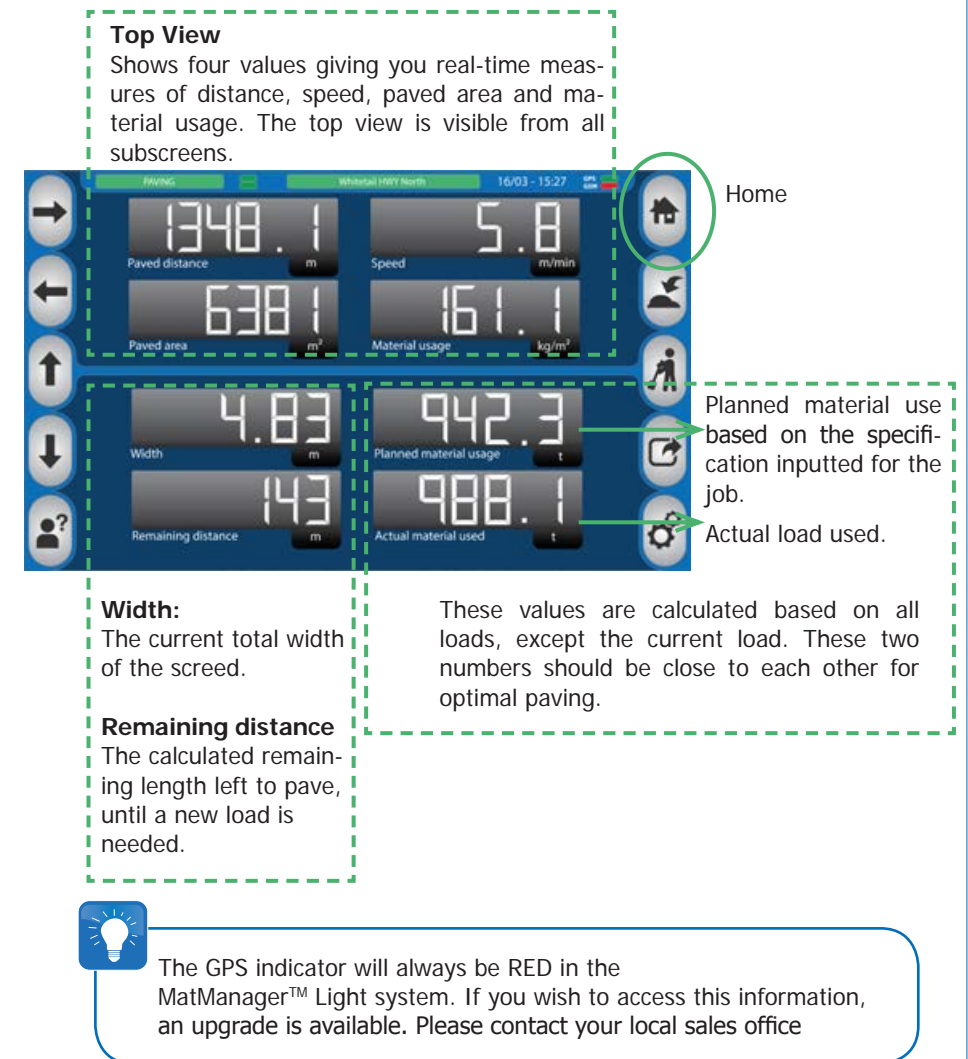 Top View
Shows four values giving you real-time meas-
ures of distance, speed, paved area and ma-
terial usage. The top view is visible from all
subscreens.
PAVING
Whitetail HWY North
16/03 - 15:27
GPS
GSM
Home
1348.1
Paved distance
m
5.8
Speed
m/min
6381
Paved area
m²
161.1
Material usage
kg/m²
4.83
Width
m
942.3
Planned material usage
t
143
Remaining distance
m
988.1
Actual material used
t
?
Planned material use
based on the specifi-
cation inputted for the
job.
Actual load used.
Width:
The current total width
of the screed.
Remaining distance
The calculated remain-
ing length left to pave,
until a new load is
needed.
These values are calculated based on all
loads, except the current load. These two
numbers should be close to each other for
optimal paving.
The GPS indicator will always be RED in the
MatManager™ Light system. If you wish to access this information,
an upgrade is available. Please contact your local sales office